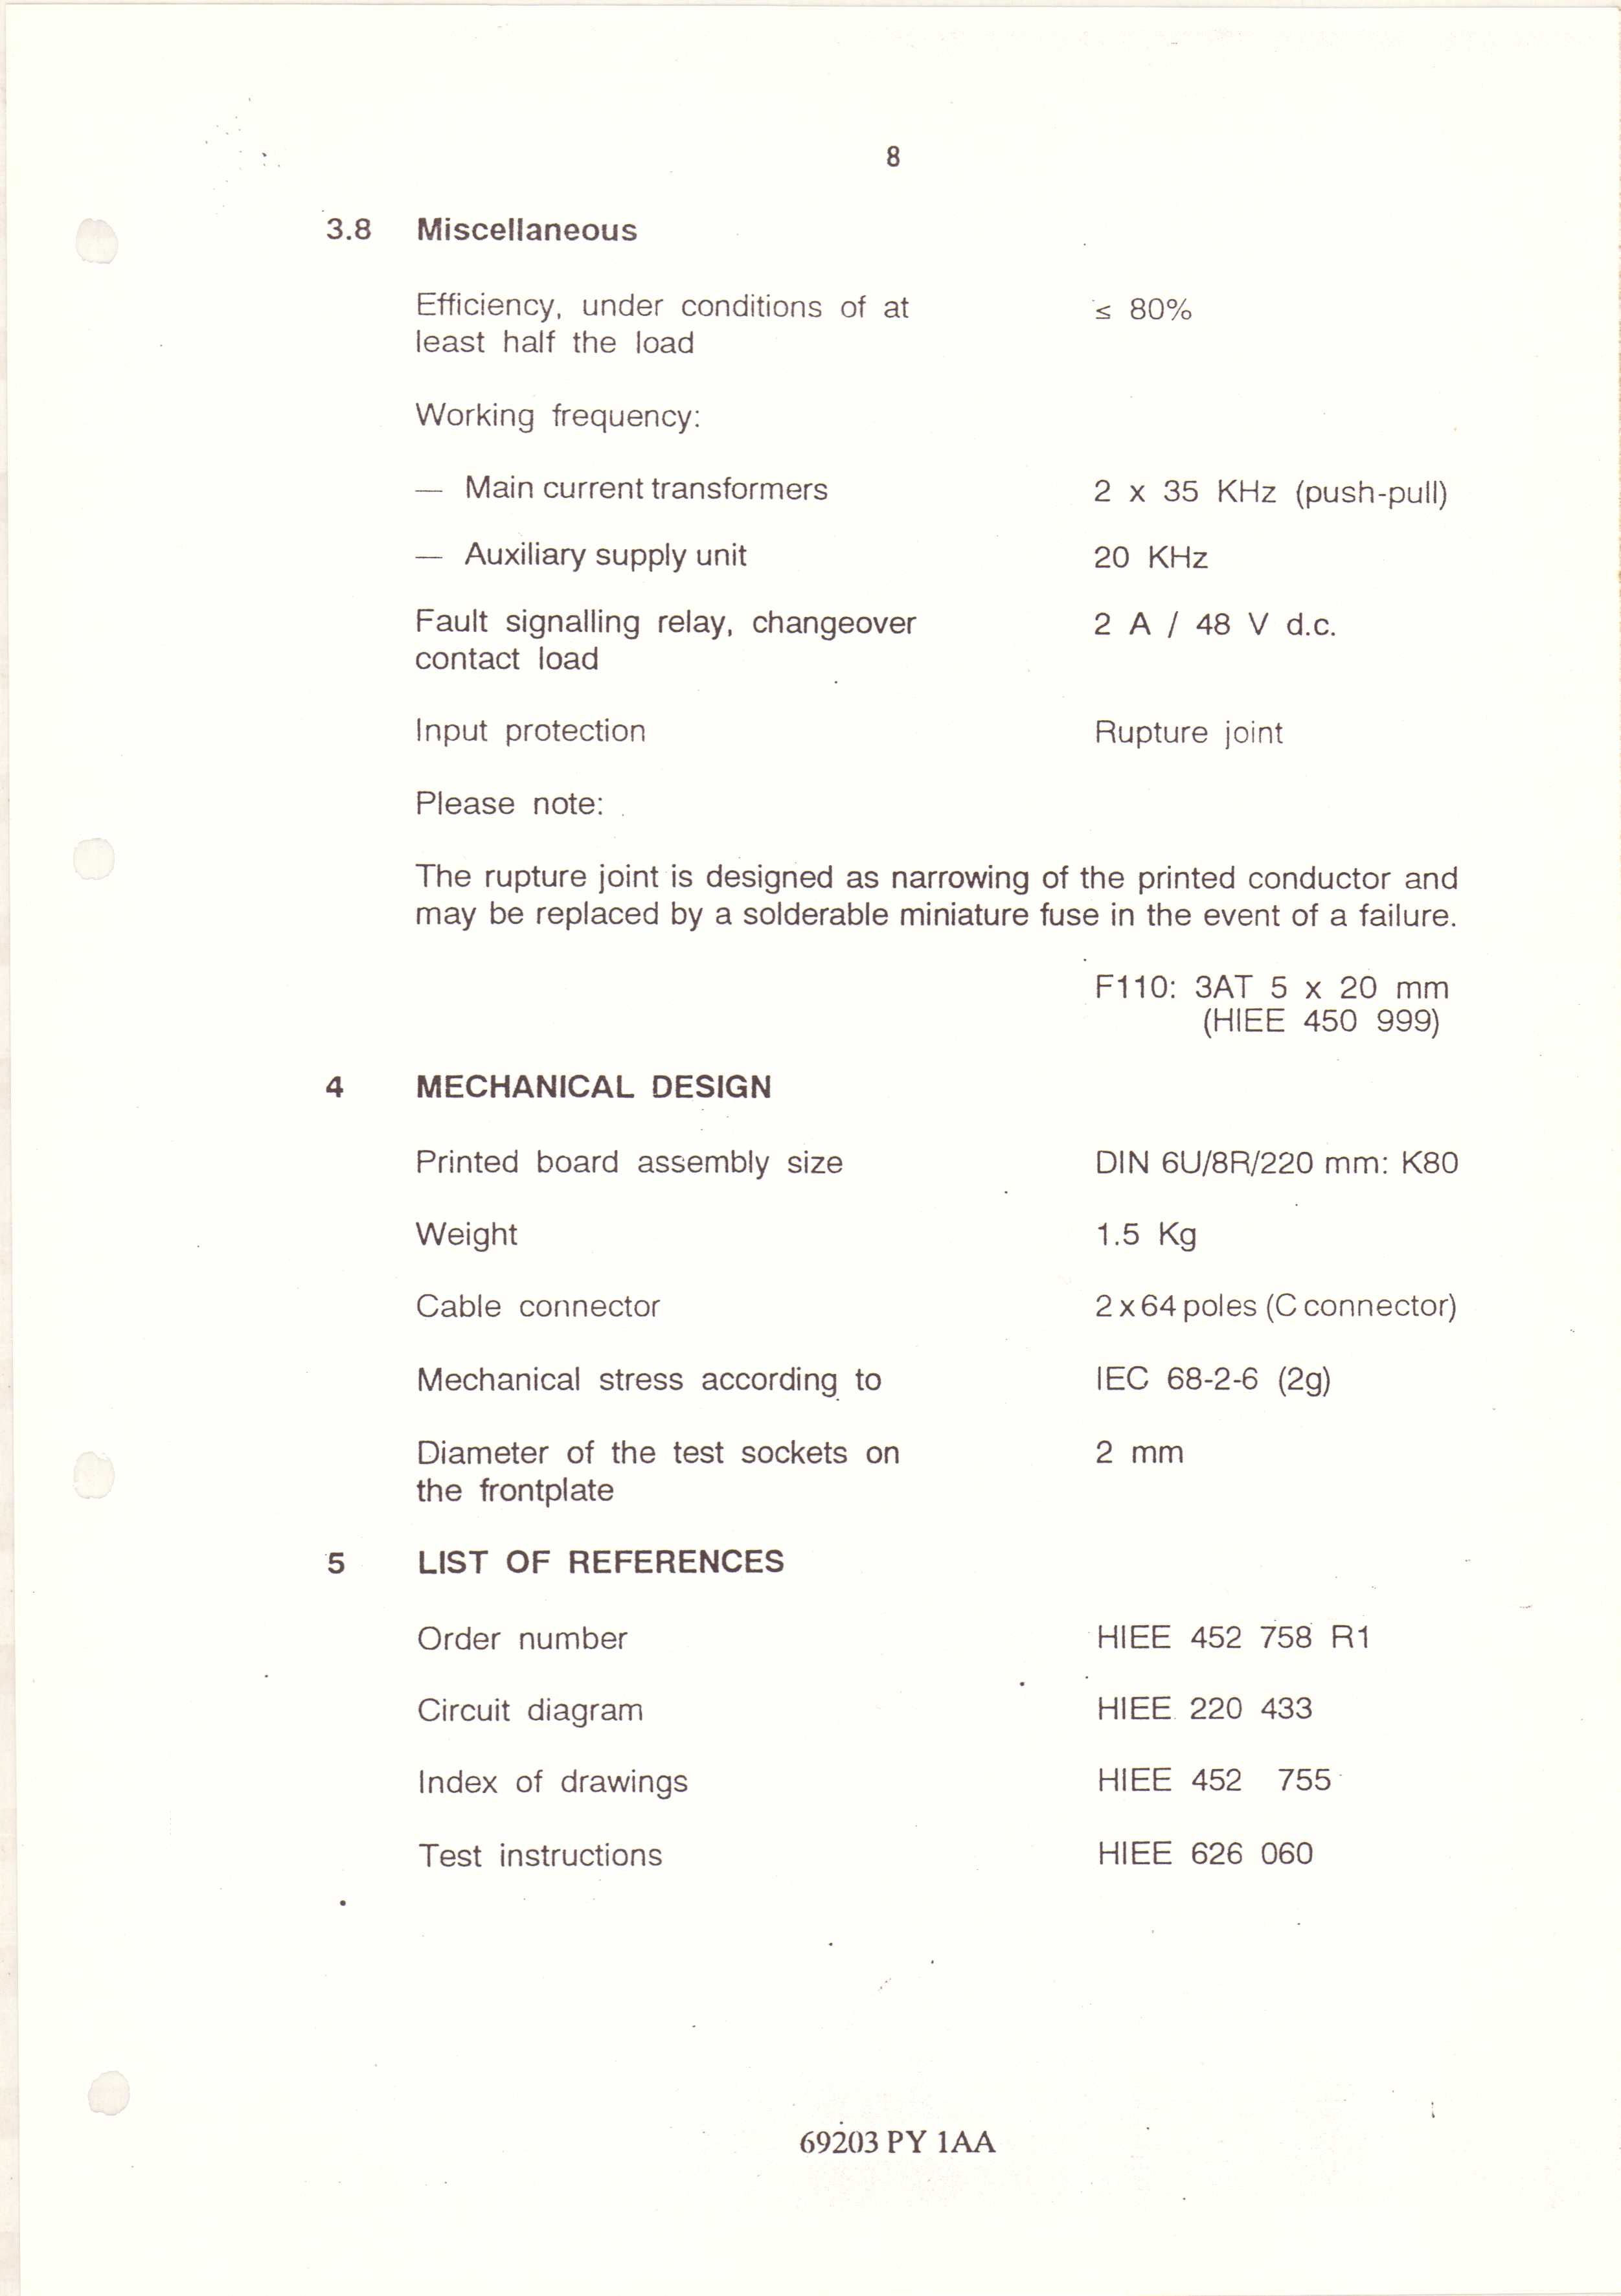 8
3.8 Miscellaneous
Efficiency, under conditions of at ≤ 80%
least half the load
Working frequency:
— Main current transformers 2 x 35 KHz (push-pull)
— Auxiliary supply unit 20 KHz
Fault signalling relay, changeover 2 A / 48 V d.c.
contact load
Input protection Rupture joint
Please note:
The rupture joint is designed as narrowing of the printed conductor and
may be replaced by a solderable miniature fuse in the event of a failure.
F110: 3AT 5 x 20 mm
(HIEE 450 999)
4 MECHANICAL DESIGN
Printed board assembly size DIN 6U/8R/220 mm: K80
Weight 1.5 Kg
Cable connector 2 x 64 poles (C connector)
Mechanical stress according to IEC 68-2-6 (2g)
Diameter of the test sockets on 2 mm
the frontplate
5 LIST OF REFERENCES
Order number HIEE 452 758 R1
Circuit diagram HIEE 220 433
Index of drawings HIEE 452 755
Test instructions HIEE 626 060
69203 PY 1AA